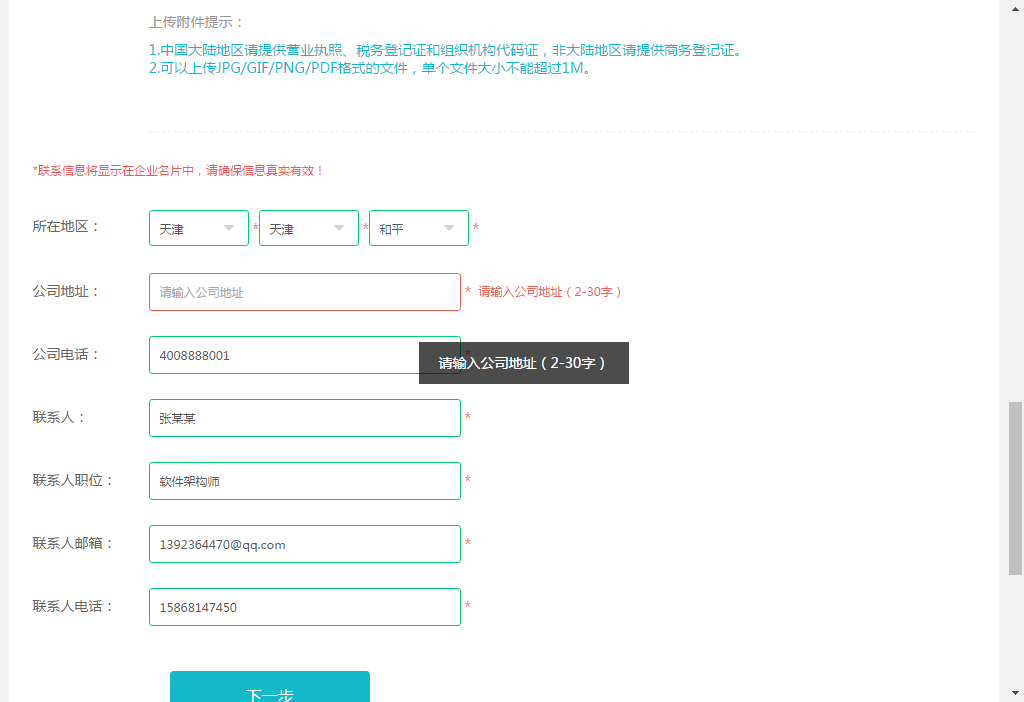 上传附件提示：
1.中国大陆地区请提供营业执照、税务登记证和组织机构代码证，非大陆地区请提供商务登记证。
2.可以上传JPG/GIF/PNG/PDF格式的文件，单个文件大小不能超过1M。
*联系信息将显示在企业名片中，请确保信息真实有效！
所在地区： 天津 * 天津 * 和平 *
公司地址： 请输入公司地址 * 请输入公司地址（2-30字）
公司电话： 4008888001 *
请输入公司地址（2-30字）
联系人： 张某某 *
联系人职位： 软件架构师 *
联系人邮箱： 1392364470@qq.com *
联系人电话： 15868147450 *
下一步